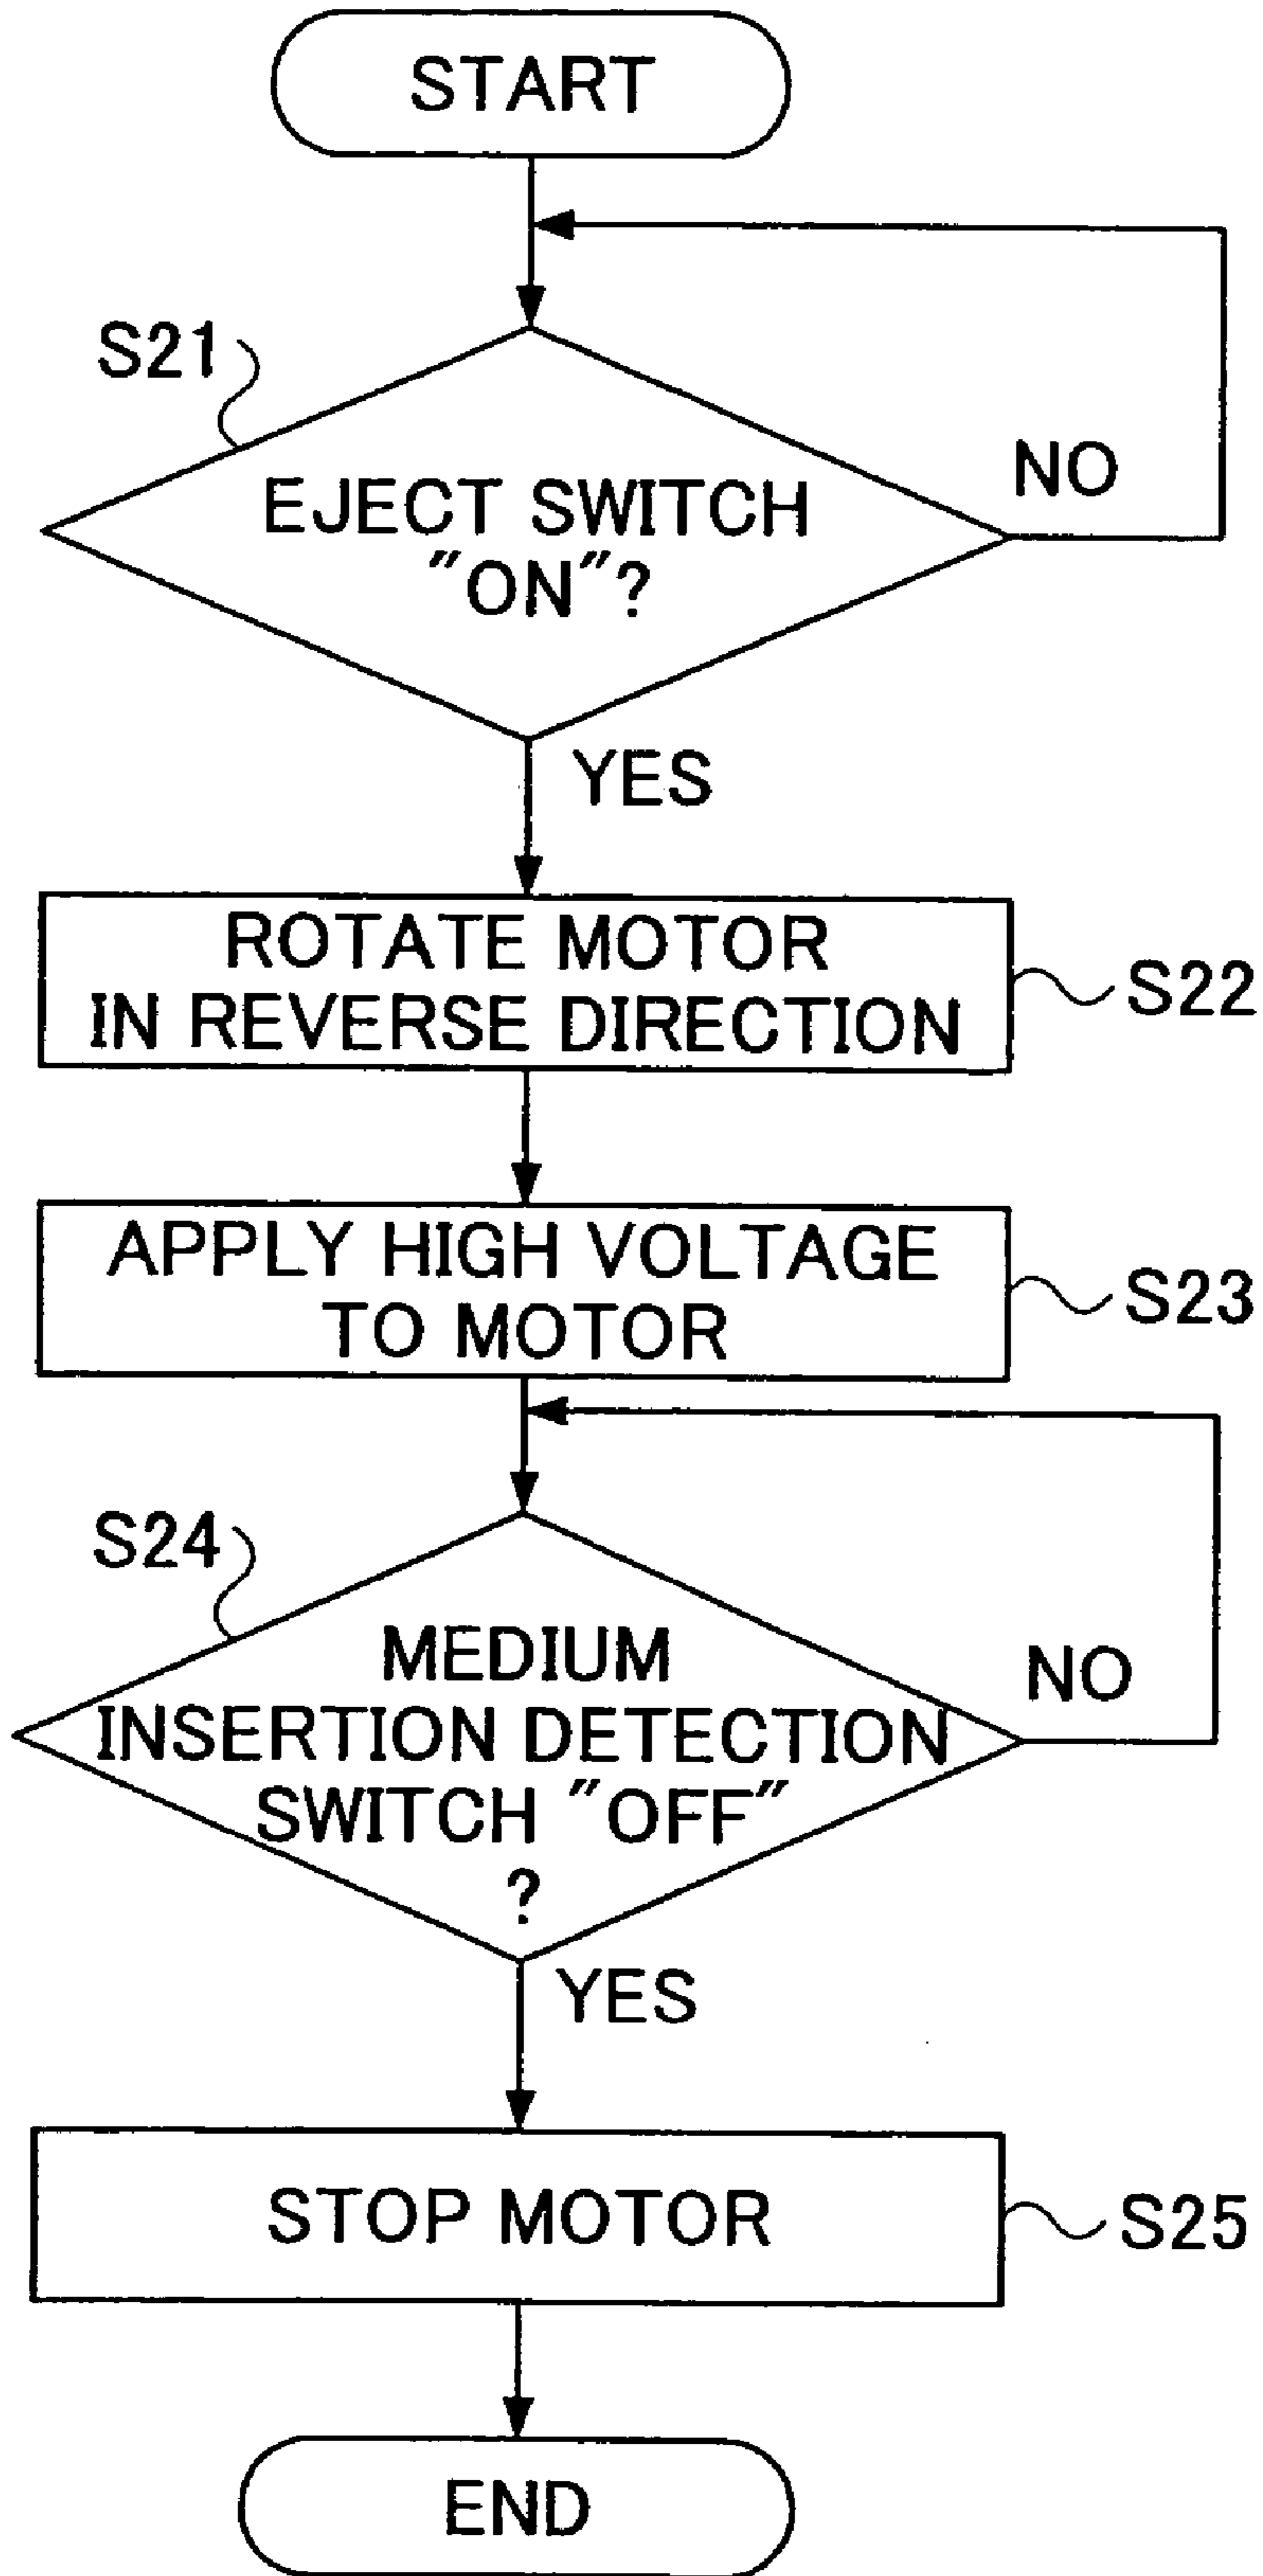 START
S21
EJECT SWITCH
NO
"ON"?
YES
ROTATE MOTOR
IN REVERSE DIRECTION
S22
APPLY HIGH VOLTAGE
TO MOTOR
S23
S24
MEDIUM
INSERTION DETECTION
NO
SWITCH "OFF"
?
YES
STOP MOTOR
S25
END